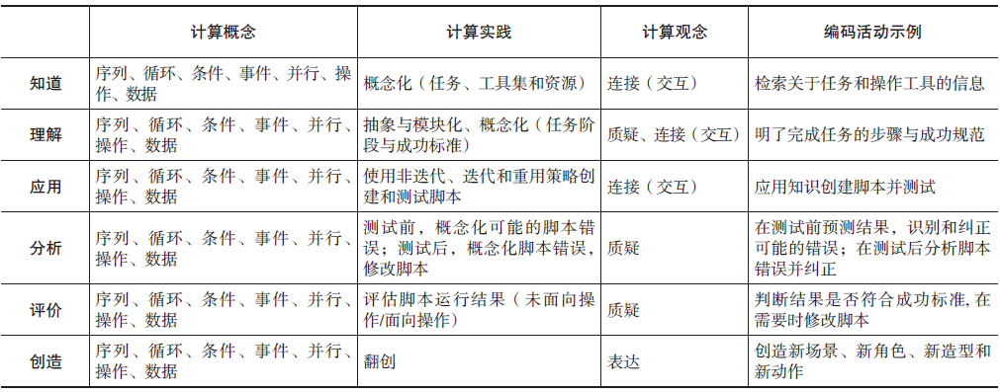 计算概念 计算实践 计算观念 编码活动示例
知道 序列、循环、条件、事件、并行、操作、数据 概念化（任务、工具集和资源） 连接（交互） 检索关于任务和操作工具的信息
理解 序列、循环、条件、事件、并行、操作、数据 抽象与模块化、概念化（任务阶段与成功标准） 质疑、连接（交互） 明了完成任务的步骤与成功规范
应用 序列、循环、条件、事件、并行、操作、数据 使用非迭代、迭代和重用策略创建和测试脚本 连接（交互） 应用知识创建脚本并测试
分析 序列、循环、条件、事件、并行、操作、数据 测试前，概念化可能的脚本错误；测试后，概念化脚本错误，修改脚本 质疑 在测试前预测结果，识别和纠正可能的错误；在测试后分析脚本错误并纠正
评价 序列、循环、条件、事件、并行、操作、数据 评估脚本运行结果（未面向操作/面向操作） 质疑 判断结果是否符合成功标准,在需要时修改脚本
创造 序列、循环、条件、事件、并行、操作、数据 翻创 表达 创造新场景、新角色、新造型和新动作